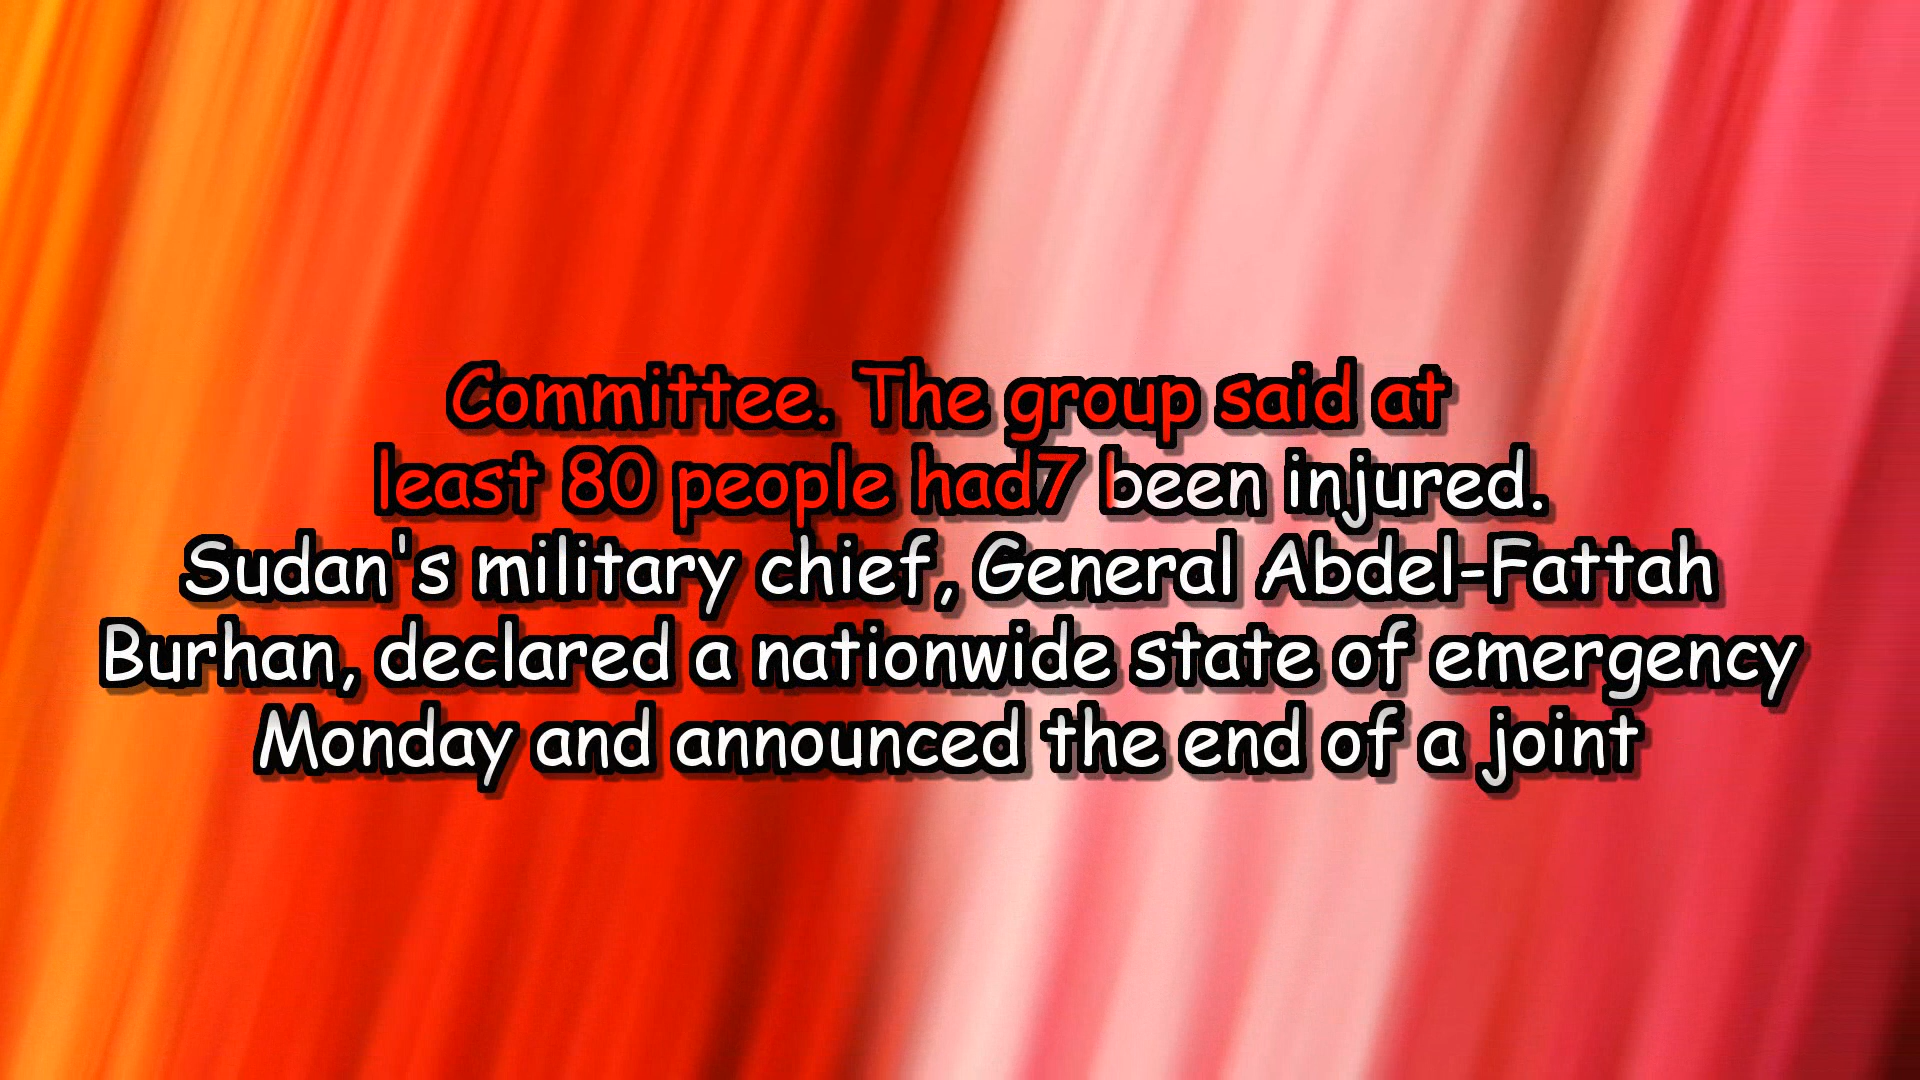 Committee. The group said at
least 80 people had7 been injured.
Sudan's military chief, General Abdel-Fattah
Burhan, declared a nationwide state of emergency
Monday and announced the end of a joint